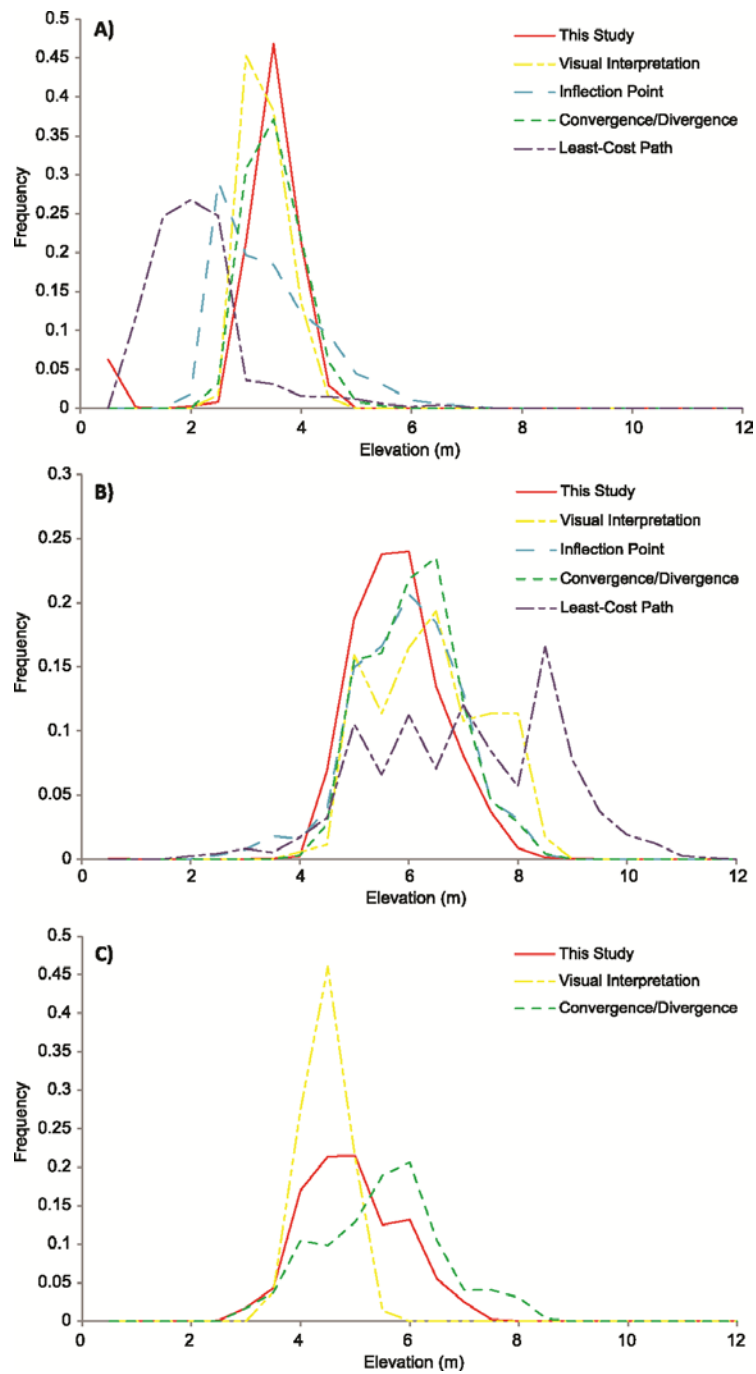 A)
This Study
Visual Interpretation
Inflection Point
Convergence/Divergence
Least-Cost Path
Frequency
0.5
0.45
0.4
0.35
0.3
0.25
0.2
0.15
0.1
0.05
0
0 2 4 6 8 10 12
Elevation (m)
B)
This Study
Visual Interpretation
Inflection Point
Convergence/Divergence
Least-Cost Path
Frequency
0.3
0.25
0.2
0.15
0.1
0.05
0
0 2 4 6 8 10 12
Elevation (m)
C)
This Study
Visual Interpretation
Convergence/Divergence
Frequency
0.5
0.45
0.4
0.35
0.3
0.25
0.2
0.15
0.1
0.05
0
0 2 4 6 8 10 12
Elevation (m)